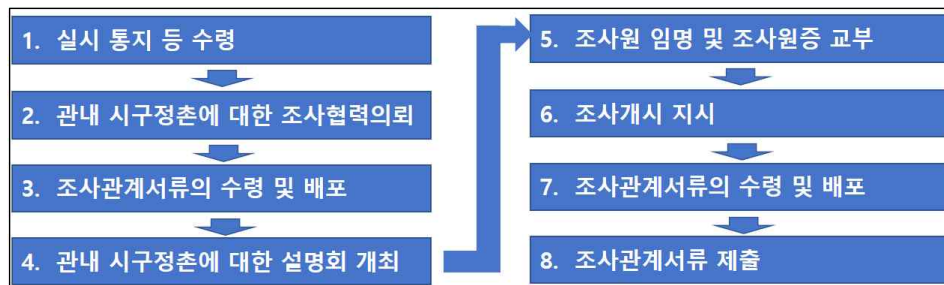 1. 실시 통지 등 수령
2. 관내 시구정촌에 대한 조사협력의뢰
3. 조사관계서류의 수령 및 배포
4. 관내 시구정촌에 대한 설명회 개최
5. 조사원 임명 및 조사원증 교부
6. 조사개시 지시
7. 조사관계서류의 수령 및 배포
8. 조사관계서류 제출